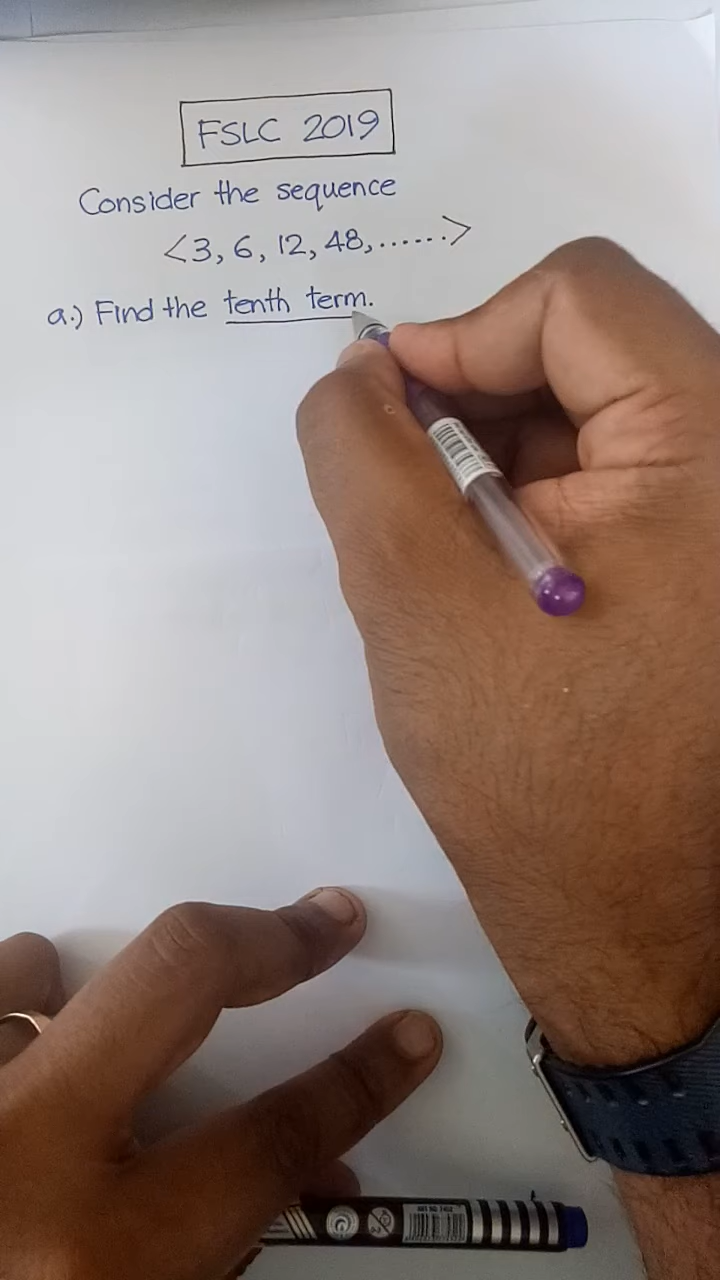 FSLC 2019
Consider the sequence
<3, 6, 12, 48, ......>
a.) Find the tenth term.